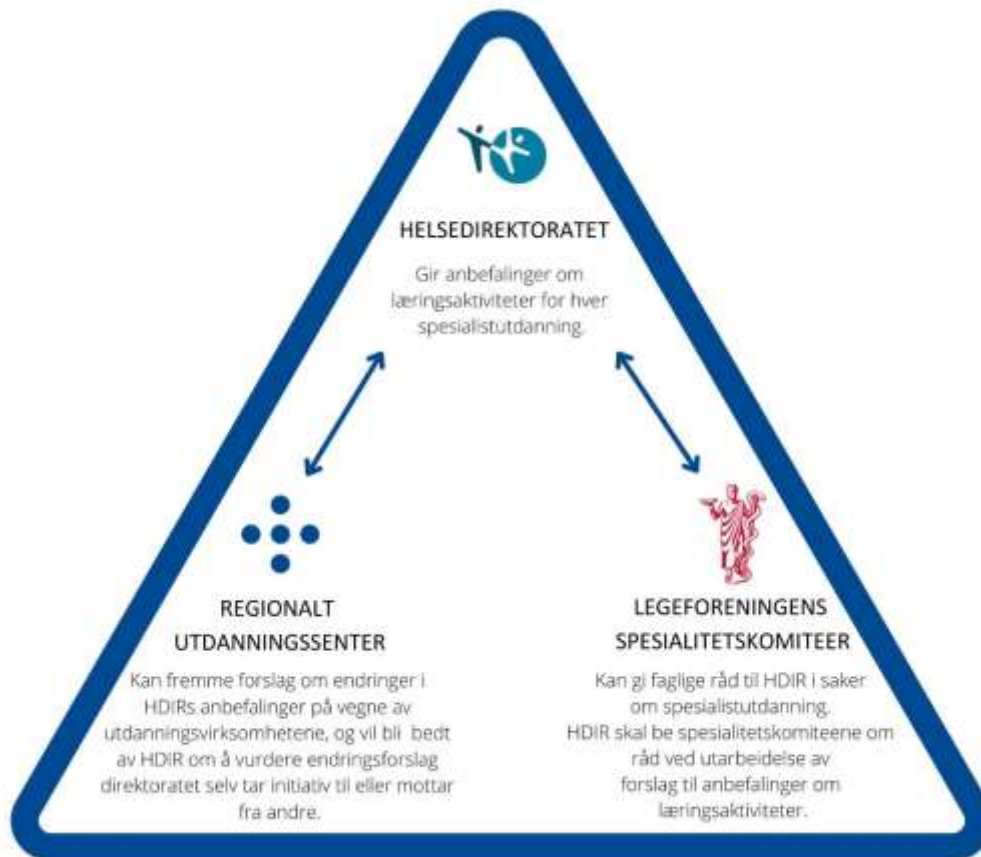 HELSEDIREKTORATET
Gir anbefalinger om
læringsaktiviteter for hver
spesialistutdanning.
REGIONALT
UTDANNINGSSENTER
Kan fremme forslag om endringer i
HDIRs anbefalinger på vegne av
utdanningsvirksomhetene, og vil bli bedt
av HDIR om å vurdere endringsforslag
direktoratet selv tar initiativ til eller mottar
fra andre.
LEGEFORENINGENS
SPESIALITETSKOMITEER
Kan gi faglige råd til HDIR i saker
om spesialistutdanning.
HDIR skal be spesialitetskomiteene om
råd ved utarbeidelse av
forslag til anbefalinger om
læringsaktiviteter.